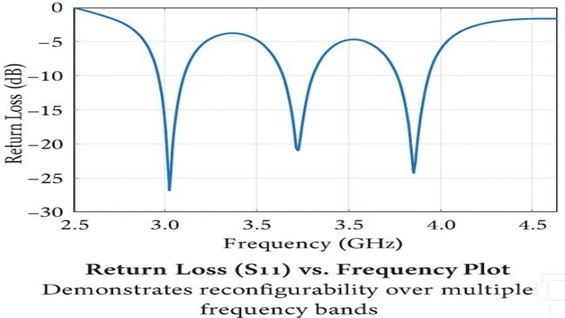 0
−5
−10
−15
−20
−25
−30
Return Loss (dB)
2.5 3.0 3.5 3.5 4.0 4.5
Frequency (GHz)
Return Loss (S11) vs. Frequency Plot
Demonstrates reconfigurability over multiple
frequency bands